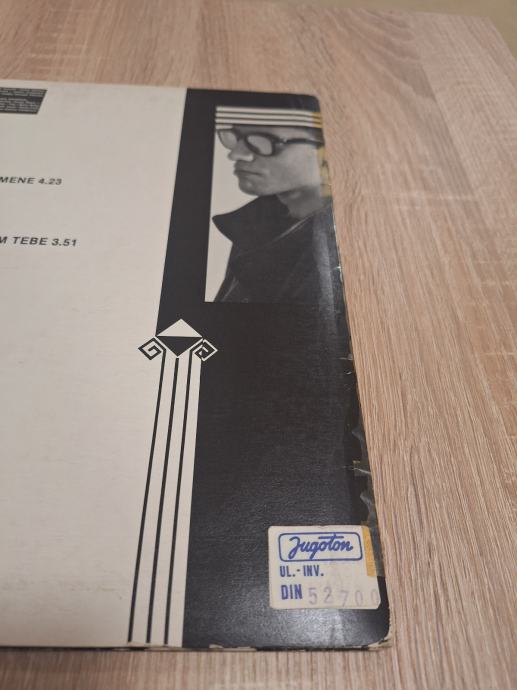 MENE 4.23
M TEBE 3.51
Jugoton
UL.-INV.
DIN 52700